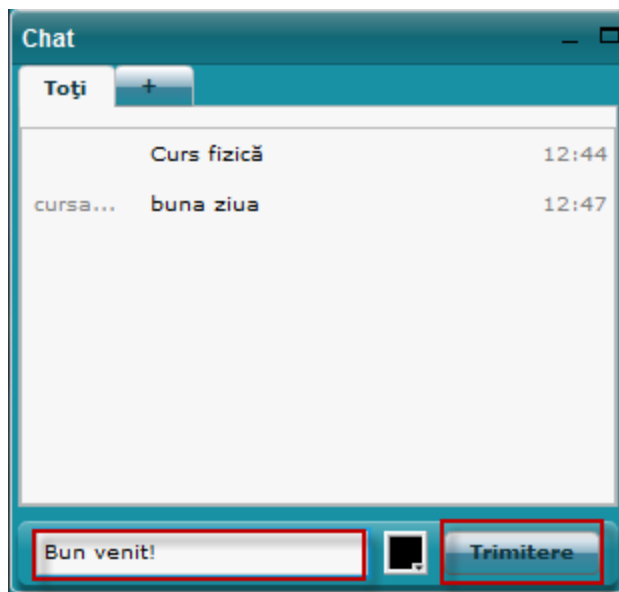 Chat
Toţi +
Curs fizică 12:44
cursa... buna ziua 12:47
Bun venit! Trimitere